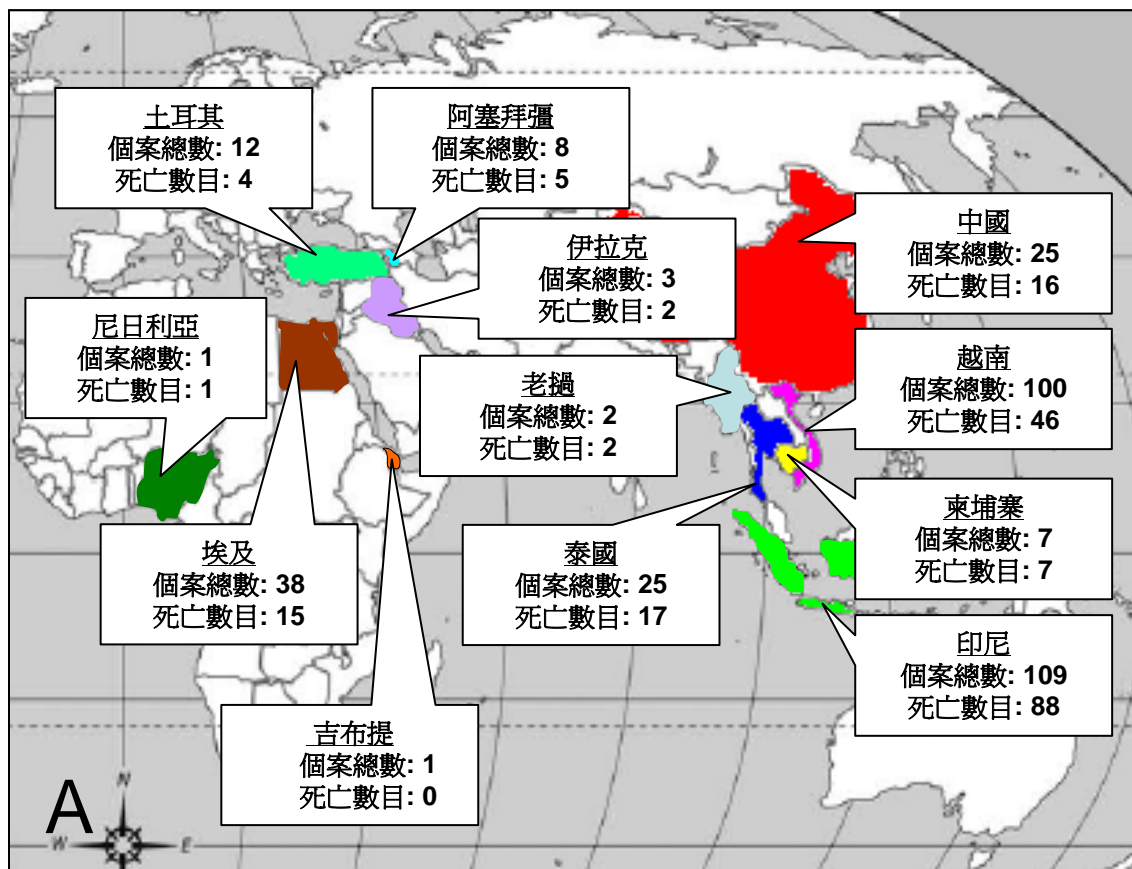 土耳其
個案總數: 12
死亡數目: 4
阿塞拜彊
個案總數: 8
死亡數目: 5
中國
個案總數: 25
死亡數目: 16
伊拉克
個案總數: 3
死亡數目: 2
尼日利亞
個案總數: 1
死亡數目: 1
老撾
個案總數: 2
死亡數目: 2
越南
個案總數: 100
死亡數目: 46
埃及
個案總數: 38
死亡數目: 15
泰國
個案總數: 25
死亡數目: 17
柬埔寨
個案總數: 7
死亡數目: 7
印尼
個案總數: 109
死亡數目: 88
吉布提
個案總數: 1
死亡數目: 0
A
N
W
E